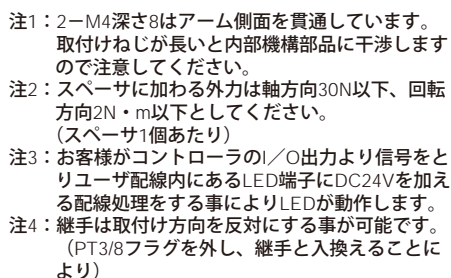 注1：2－M4深さ8はアーム側面を貫通しています。
取付けねじが長いと内部機構部品に干渉します
ので注意してください。
注2：スペーサに加わる外力は軸方向30N以下、回転
方向2N・m以下としてください。
（スペーサ1個あたり）
注3：お客様がコントローラのI／O出力より信号をと
りユーザ配線内にあるLED端子にDC24Vを加え
る配線処理をする事によりLEDが動作します。
注4：継手は取付け方向を反対にする事が可能です。
（PT3/8フラグを外し、継手と入換えることに
より）